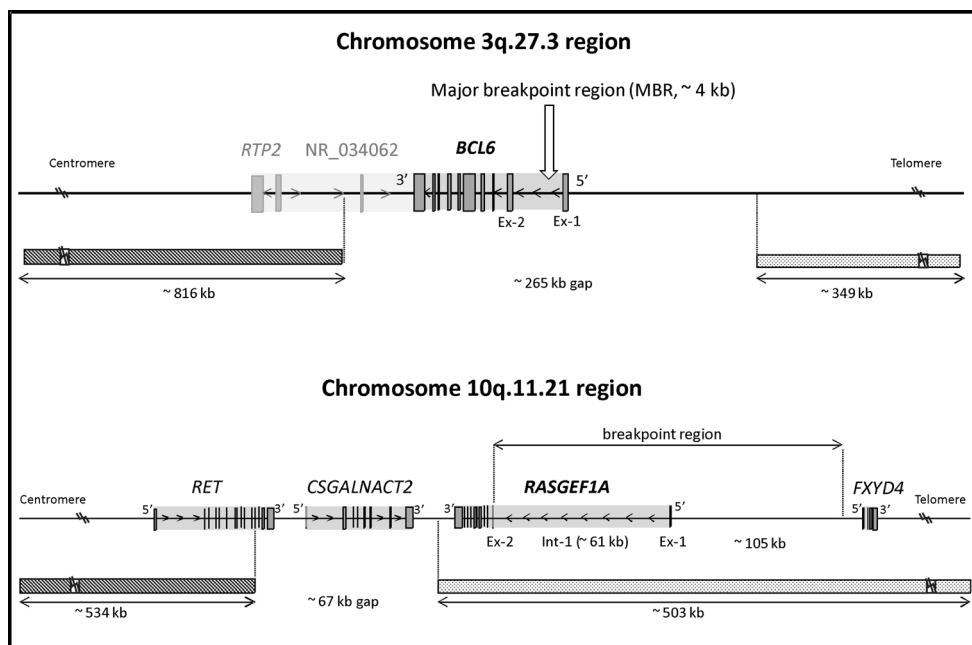 Chromosome 3q.27.3 region
Major breakpoint region (MBR, ~ 4 kb)
RTP2 NR_034062 BCL6
Centromere Telomere
3’ 5’
Ex-2 Ex-1
~ 816 kb ~ 265 kb gap ~ 349 kb
Chromosome 10q.11.21 region
breakpoint region
RET CSGALNACT2 RASGEF1A FXYD4
Centromere Telomere
5’ 3’ 5’ 3’ 3’ 5’ 5’ 3’
Ex-2 Int-1 (~ 61 kb) Ex-1 ~ 105 kb
~ 534 kb ~ 67 kb gap ~ 503 kb